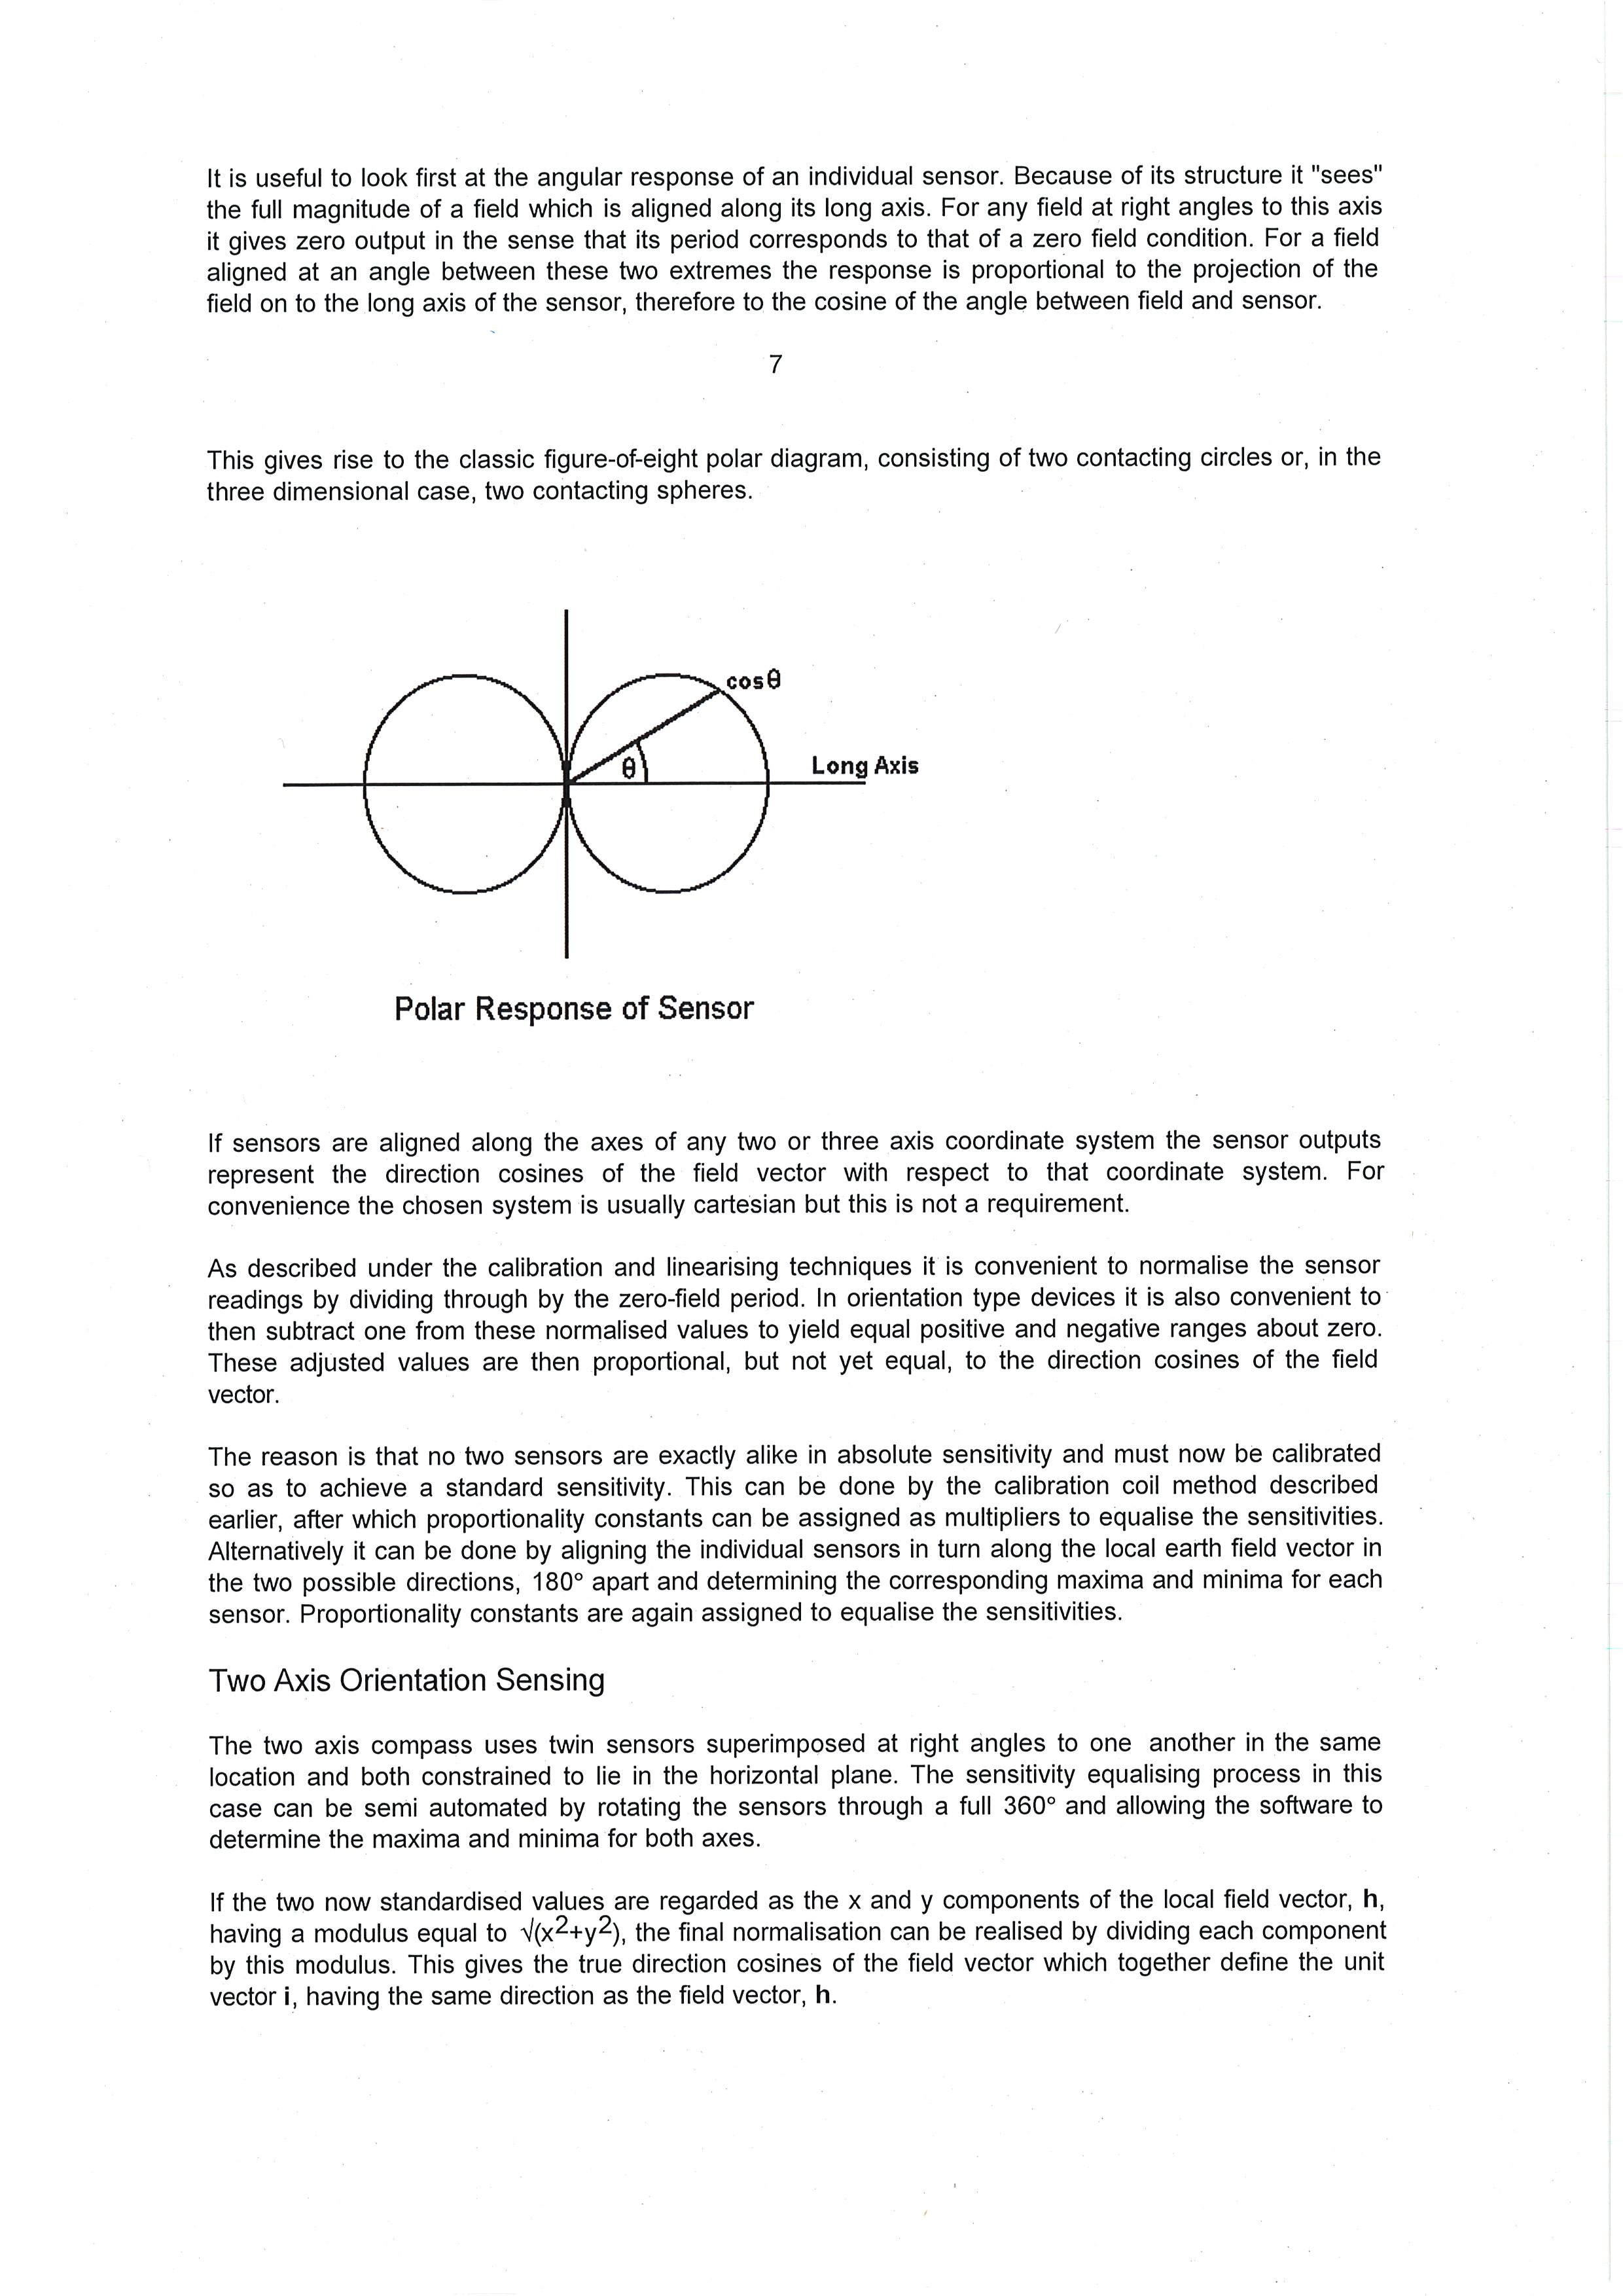 It is useful to look first at the angular response of an individual sensor. Because of its structure it "sees"
the full magnitude of a field which is aligned along its long axis. For any field at right angles to this axis
it gives zero output in the sense that its period corresponds to that of a zero field condition. For a field
aligned at an angle between these two extremes the response is proportional to the projection of the
field on to the long axis of the sensor, therefore to the cosine of the angle between field and sensor.
7
This gives rise to the classic figure-of-eight polar diagram, consisting of two contacting circles or, in the
three dimensional case, two contacting spheres.
cosθ
θ
Long Axis
Polar Response of Sensor
If sensors are aligned along the axes of any two or three axis coordinate system the sensor outputs
represent the direction cosines of the field vector with respect to that coordinate system. For
convenience the chosen system is usually cartesian but this is not a requirement.
As described under the calibration and linearising techniques it is convenient to normalise the sensor
readings by dividing through by the zero-field period. In orientation type devices it is also convenient to
then subtract one from these normalised values to yield equal positive and negative ranges about zero.
These adjusted values are then proportional, but not yet equal, to the direction cosines of the field
vector.
The reason is that no two sensors are exactly alike in absolute sensitivity and must now be calibrated
so as to achieve a standard sensitivity. This can be done by the calibration coil method described
earlier, after which proportionality constants can be assigned as multipliers to equalise the sensitivities.
Alternatively it can be done by aligning the individual sensors in turn along the local earth field vector in
the two possible directions, 180° apart and determining the corresponding maxima and minima for each
sensor. Proportionality constants are again assigned to equalise the sensitivities.
Two Axis Orientation Sensing
The two axis compass uses twin sensors superimposed at right angles to one another in the same
location and both constrained to lie in the horizontal plane. The sensitivity equalising process in this
case can be semi automated by rotating the sensors through a full 360° and allowing the software to
determine the maxima and minima for both axes.
If the two now standardised values are regarded as the x and y components of the local field vector, h,
having a modulus equal to √(x2+y2), the final normalisation can be realised by dividing each component
by this modulus. This gives the true direction cosines of the field vector which together define the unit
vector i, having the same direction as the field vector, h.